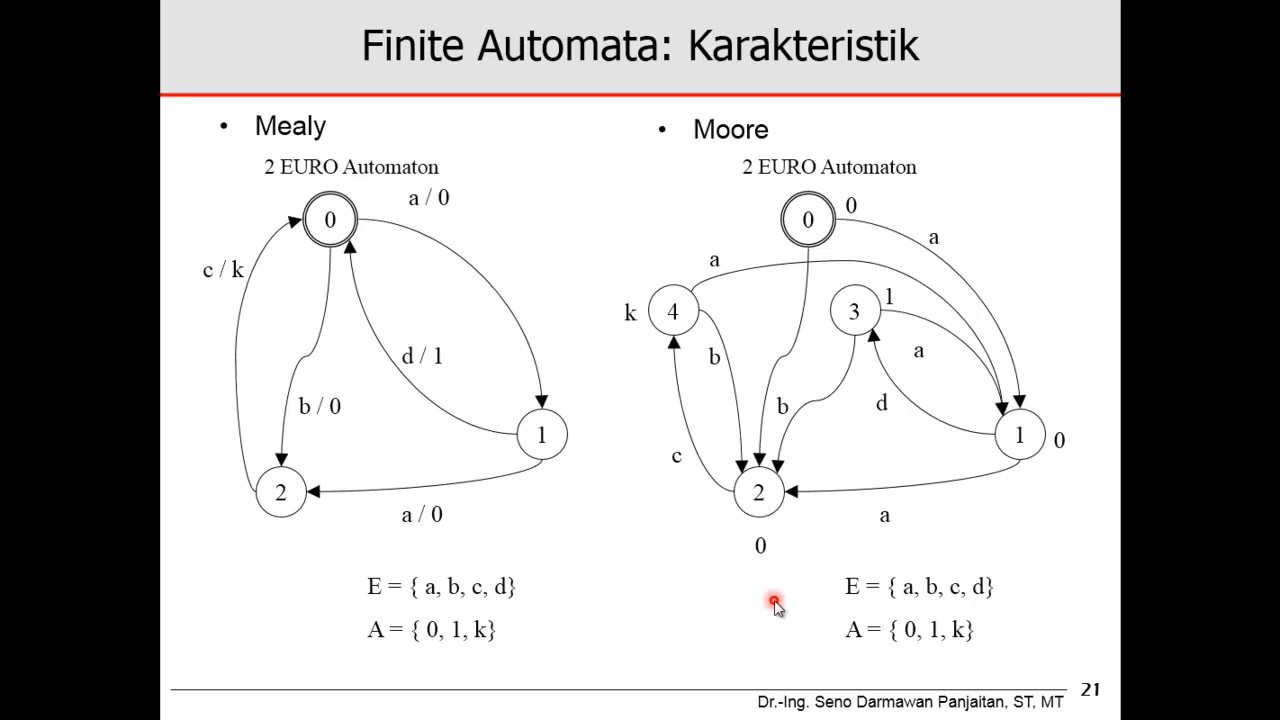 Finite Automata: Karakteristik
• Mealy
2 EURO Automaton
a / 0
0
c / k
d / 1
b / 0
1
2
a / 0
E = { a, b, c, d}
A = { 0, 1, k}
• Moore
2 EURO Automaton
0
0
a
a
1
k
4
3
b
a
b
d
c
1
0
2
a
0
E = { a, b, c, d}
A = { 0, 1, k}
21
Dr.-Ing. Seno Darmawan Panjaitan, ST, MT